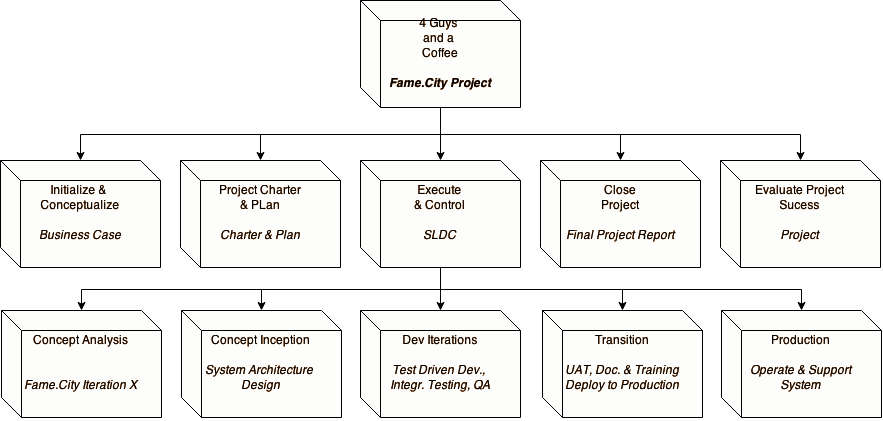 4 Guys
and a
Coffee
Fame.City Project
Initialize &
Conceptualize
Business Case
Project Charter
& PLan
Charter & Plan
Execute
& Control
SLDC
Close
Project
Final Project Report
Evaluate Project
Sucess
Project
Concept Analysis
Fame.City Iteration X
Concept Inception
System Architecture
Design
Dev Iterations
Test Driven Dev.,
Integr. Testing, QA
Transition
UAT, Doc. & Training
Deploy to Production
Production
Operate & Support
System